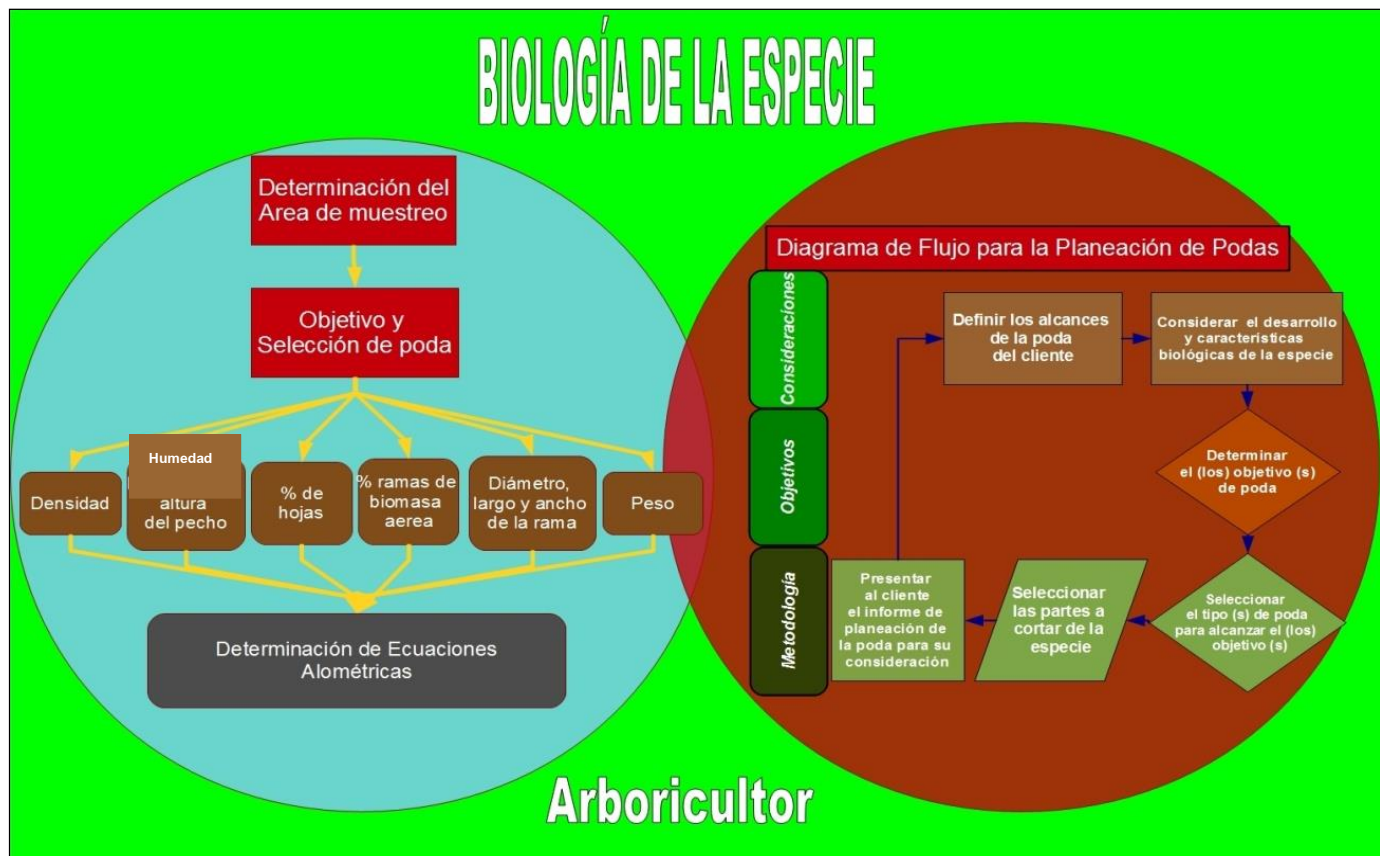 BIOLOGÍA DE LA ESPECIE
Determinación del
Area de muestreo
Objetivo y
Selección de poda
Densidad
Humedad
altura
del pecho
% de
hojas
% ramas de
biomasa
aerea
Diámetro,
largo y ancho
de la rama
Peso
Determinación de Ecuaciones
Alométricas
Diagrama de Flujo para la Planeación de Podas
Consideraciones
Objetivos
Metodología
Definir los alcances
de la poda
del cliente
Considerar el desarrollo
y características
biológicas de la especie
Determinar
el (los) objetivo (s)
de poda
Seleccionar
el tipo (s) de poda
para alcanzar el (los)
objetivo (s)
Seleccionar
las partes a
cortar de la
especie
Presentar
al cliente
el informe de
planeación de
la poda para su
consideración
Arboricultor